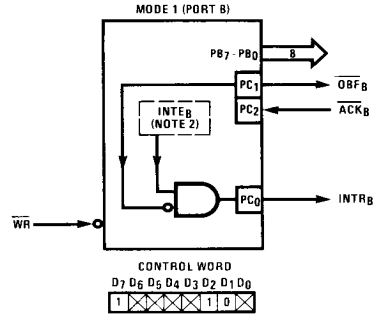 MODE 1 (PORT B)
PB7 - PB0
8
PC1
OBFB
PC2
ACKB
INTEB
(NOTE 2)
PC0
INTRB
WR
CONTROL WORD
D7 D6 D5 D4 D3 D2 D1 D0
1 1 0